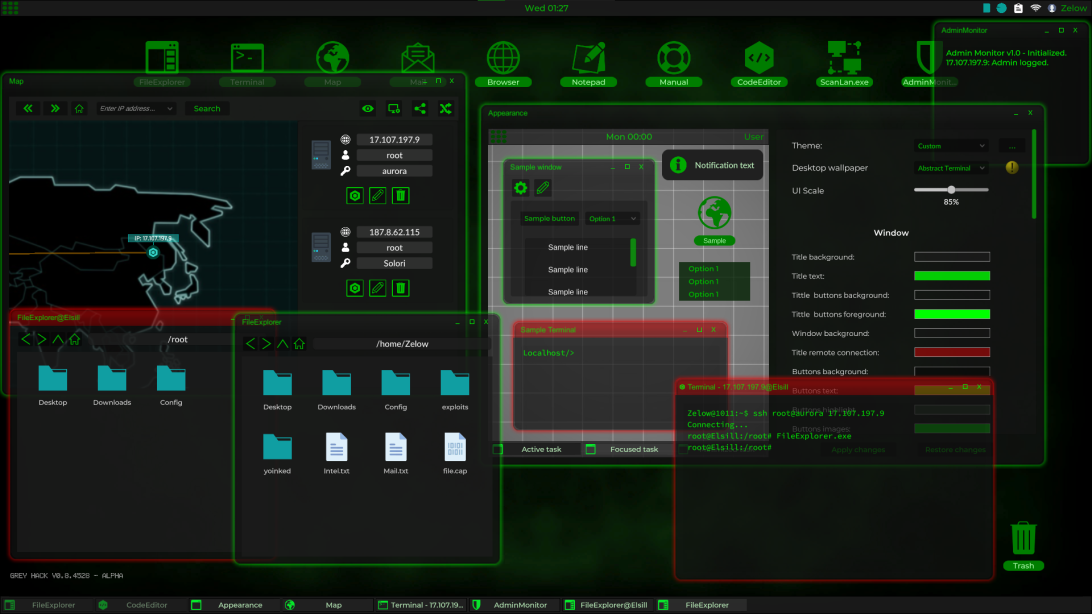 Wed 01:27
Zelow
FileExplorer
Terminal
Map
Browser
Notepad
Manual
CodeEditor
ScanLan.exe
AdminMonit...
AdminMonitor
Admin Monitor v1.0 - Initialized.
17.107.197.9: Admin logged.
Map
Enter IP address...
Search
IP: 17.107.197.9
17.107.197.9
root
aurora
187.8.62.115
root
Solori
Appearance
Mon 00:00
User
Sample window
Sample button
Option 1
Sample line
Sample line
Sample line
Notification text
Sample
Option 1
Option 1
Option 1
Sample Terminal
Localhost/>
Active task
Focused task
Theme:
Custom
...
Desktop wallpaper
Abstract Terminal
UI Scale
85%
Window
Title background:
Title text:
Tittle buttons background:
Tittle buttons foreground:
Window background:
Title remote connection:
Buttons background:
Buttons text:
Buttons highlight:
Buttons images:
Apply changes
Restore changes
FileExplorer@Elsill
/root
Desktop
Downloads
Config
FileExplorer
/home/Zelow
Desktop
Downloads
Config
exploits
yoinked
Intel.txt
Mail.txt
file.cap
Terminal - 17.107.197.9@Elsill
Zelow@1011:~$ ssh root@aurora 17.107.197.9
Connecting...
root@Elsill:/root# FileExplorer.exe
root@Elsill:/root#
Trash
GREY HACK V0.8.4528 - ALPHA
FileExplorer
CodeEditor
Appearance
Map
Terminal - 17.107.19...
AdminMonitor
FileExplorer@Elsill
FileExplorer